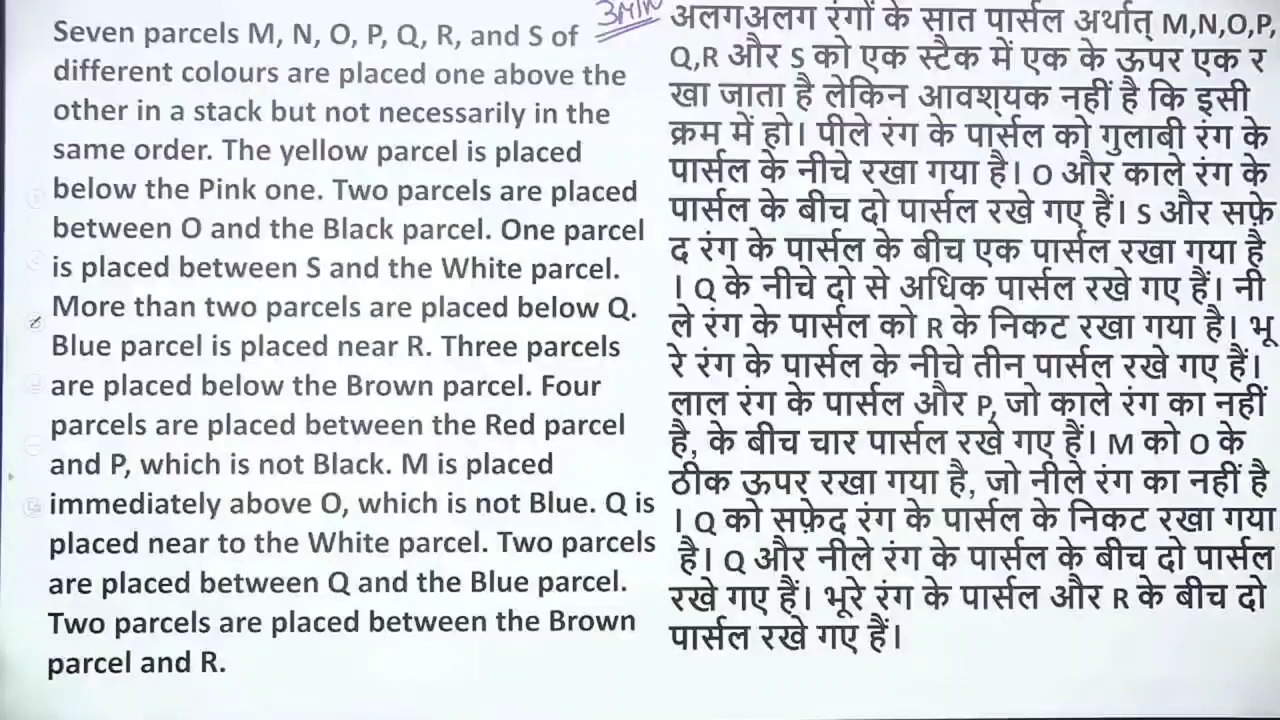 Seven parcels M, N, O, P, Q, R, and S of
different colours are placed one above the
other in a stack but not necessarily in the
same order. The yellow parcel is placed
below the Pink one. Two parcels are placed
between O and the Black parcel. One parcel
is placed between S and the White parcel.
More than two parcels are placed below Q.
Blue parcel is placed near R. Three parcels
are placed below the Brown parcel. Four
parcels are placed between the Red parcel
and P, which is not Black. M is placed
immediately above O, which is not Blue. Q is
placed near to the White parcel. Two parcels
are placed between Q and the Blue parcel.
Two parcels are placed between the Brown
parcel and R.
3MIN
अलगअलग रंगों के सात पार्सल अर्थात् M,N,O,P,
Q,R और S को एक स्टैक में एक के ऊपर एक र
खा जाता है लेकिन आवश्यक नहीं है कि इसी
क्रम में हो। पीले रंग के पार्सल को गुलाबी रंग के
पार्सल के नीचे रखा गया है। O और काले रंग के
पार्सल के बीच दो पार्सल रखे गए हैं। S और सफ़े
द रंग के पार्सल के बीच एक पार्सल रखा गया है
। Q के नीचे दो से अधिक पार्सल रखे गए हैं। नी
ले रंग के पार्सल को R के निकट रखा गया है। भू
रे रंग के पार्सल के नीचे तीन पार्सल रखे गए हैं।
लाल रंग के पार्सल और P, जो काले रंग का नहीं
है, के बीच चार पार्सल रखे गए हैं। M को O के
ठीक ऊपर रखा गया है, जो नीले रंग का नहीं है
। Q को सफ़ेद रंग के पार्सल के निकट रखा गया
है। Q और नीले रंग के पार्सल के बीच दो पार्सल
रखे गए हैं। भूरे रंग के पार्सल और R के बीच दो
पार्सल रखे गए हैं।